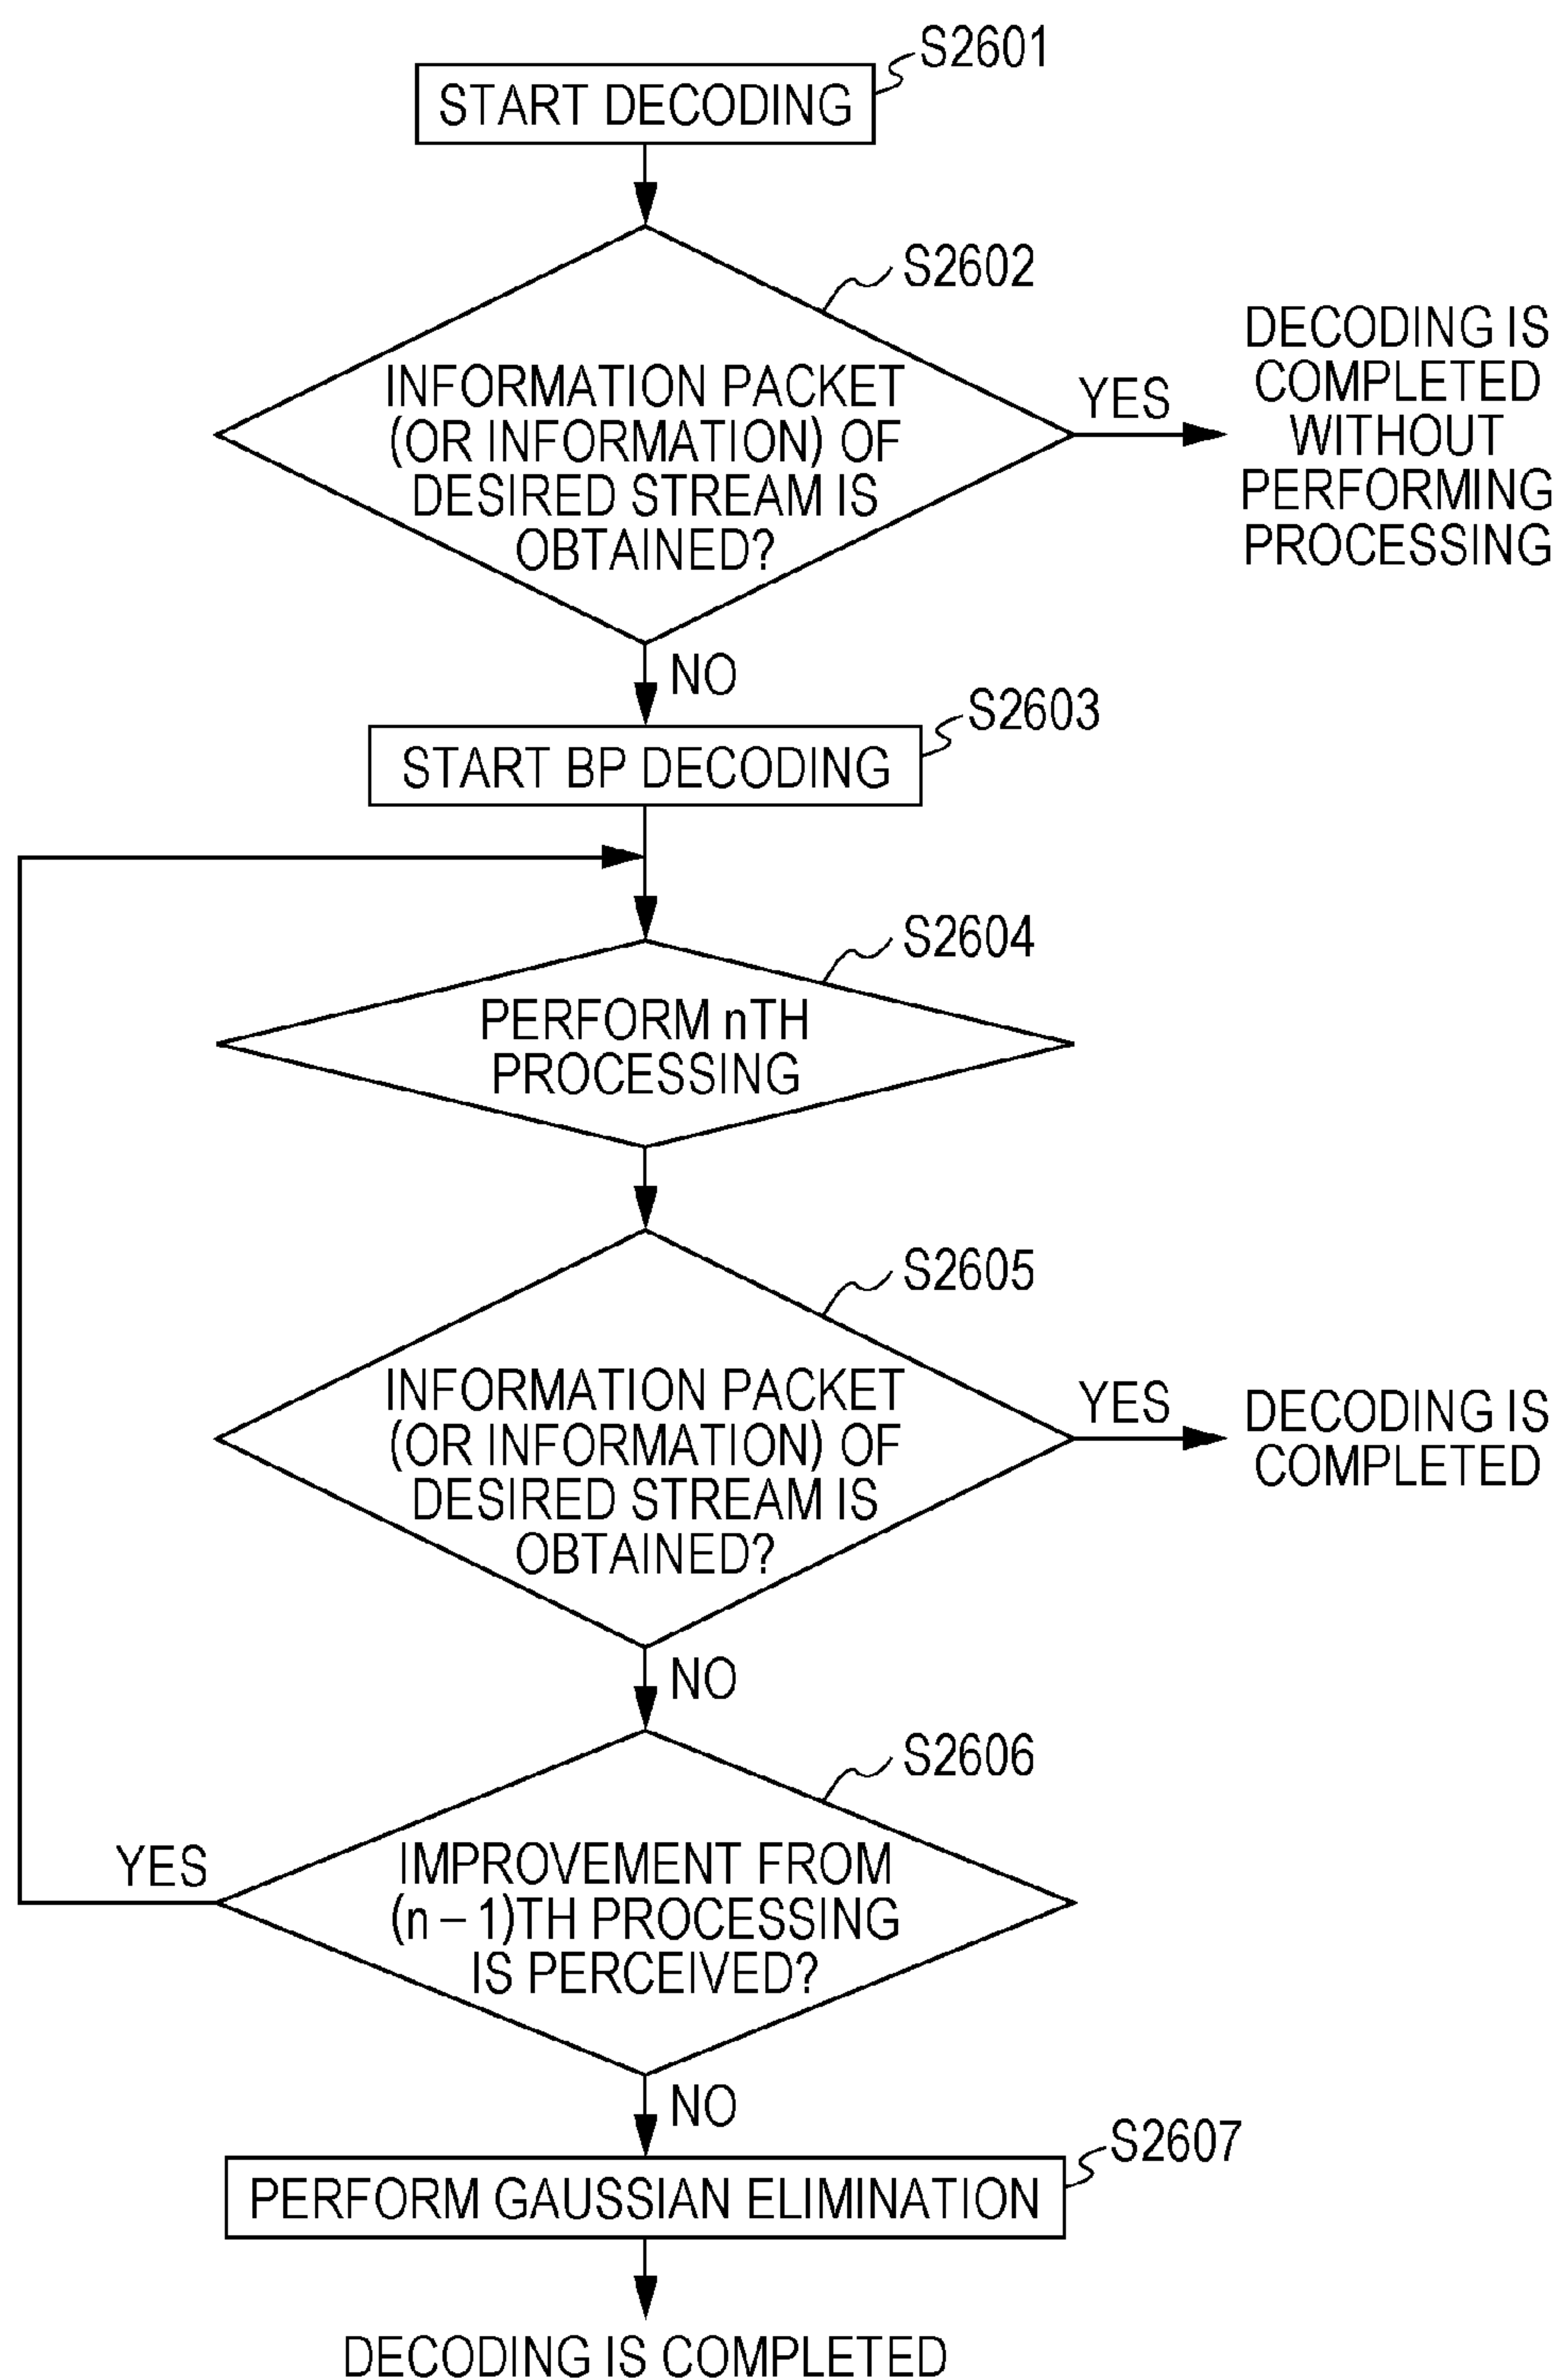 S2601
START DECODING
S2602
INFORMATION PACKET
(OR INFORMATION) OF
DESIRED STREAM IS
OBTAINED?
YES
DECODING IS
COMPLETED
WITHOUT
PERFORMING
PROCESSING
NO
S2603
START BP DECODING
S2604
PERFORM nTH
PROCESSING
S2605
INFORMATION PACKET
(OR INFORMATION) OF
DESIRED STREAM IS
OBTAINED?
YES
DECODING IS
COMPLETED
NO
S2606
YES
IMPROVEMENT FROM
(n – 1)TH PROCESSING
IS PERCEIVED?
NO
S2607
PERFORM GAUSSIAN ELIMINATION
DECODING IS COMPLETED